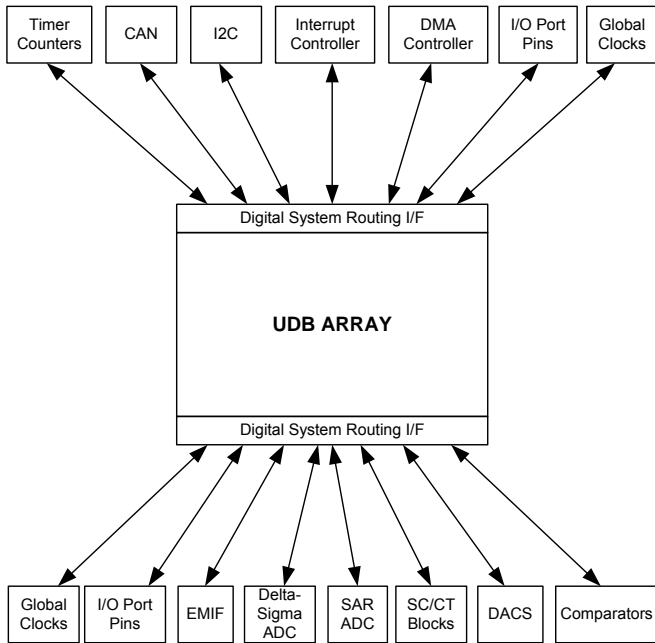 Timer
Counters
CAN
I2C
Interrupt
Controller
DMA
Controller
I/O Port
Pins
Global
Clocks
Digital System Routing I/F
UDB ARRAY
Digital System Routing I/F
Global
Clocks
I/O Port
Pins
EMIF
Delta-
Sigma
ADC
SAR
ADC
SC/CT
Blocks
DACS
Comparators